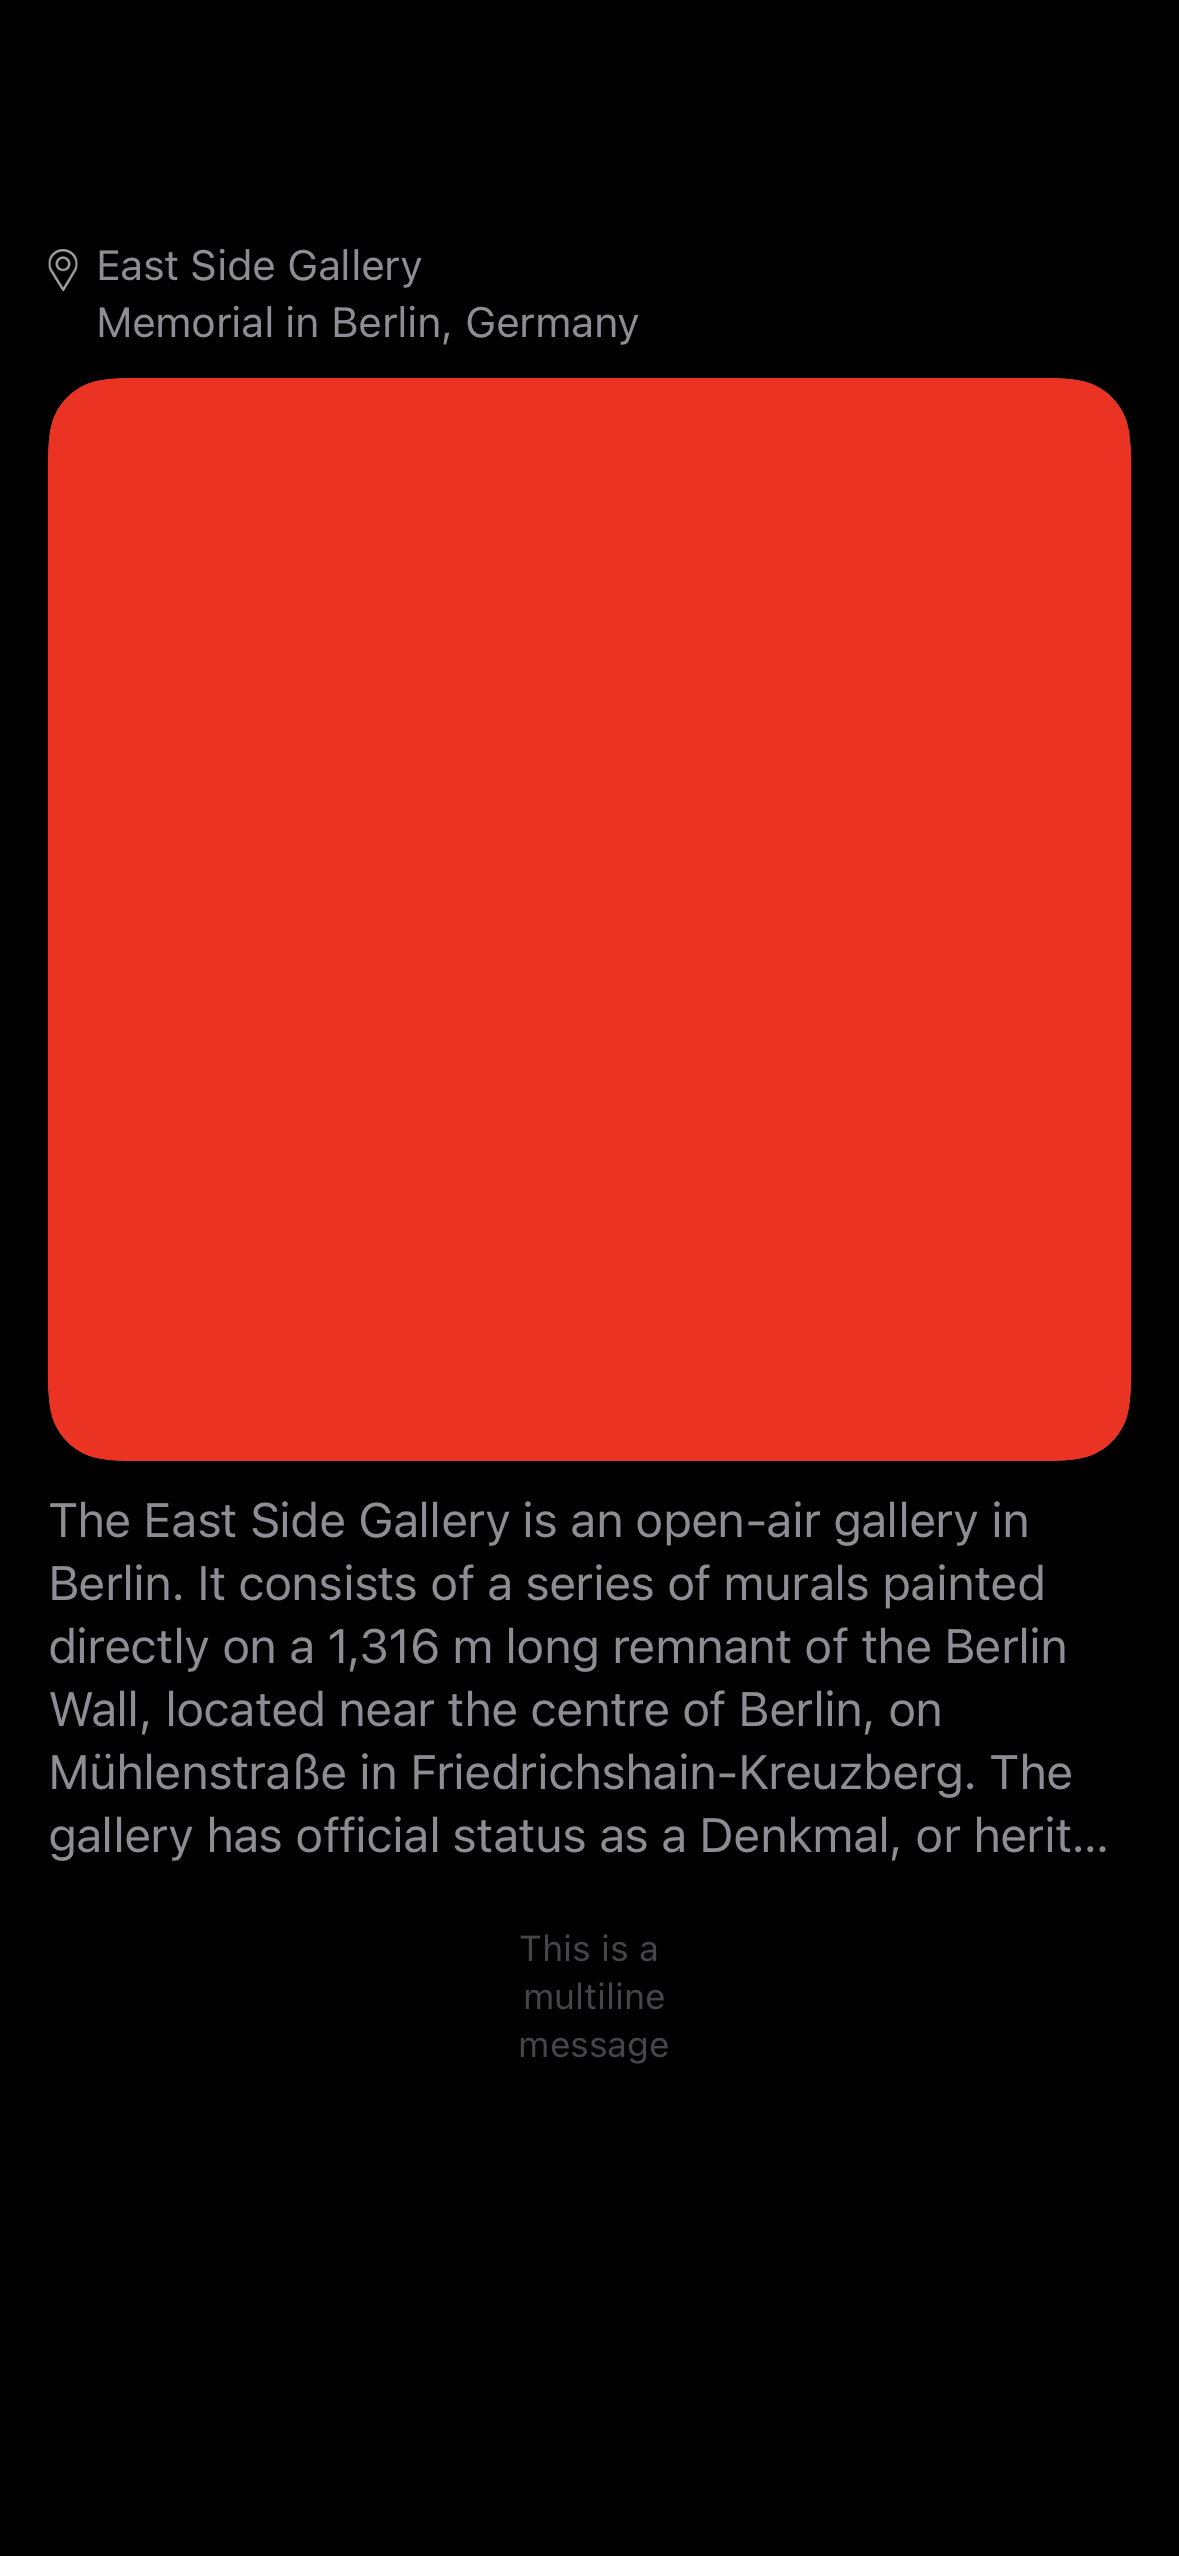 East Side Gallery
Memorial in Berlin, Germany
The East Side Gallery is an open-air gallery in
Berlin. It consists of a series of murals painted
directly on a 1,316 m long remnant of the Berlin
Wall, located near the centre of Berlin, on
Mühlenstraße in Friedrichshain-Kreuzberg. The
gallery has official status as a Denkmal, or herit...
This is a
multiline
message